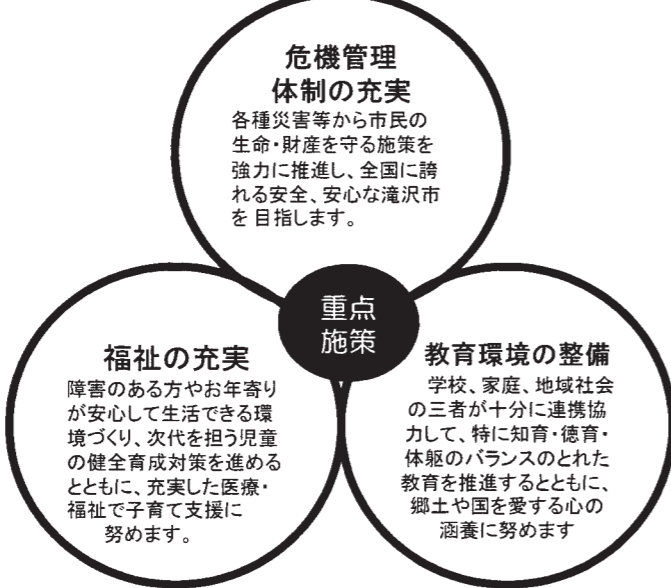 危機管理
体制の充実
各種災害等から市民の
生命・財産を守る施策を
強力に推進し、全国に誇
れる安全、安心な滝沢市
を目指します。
重点
施策
福祉の充実
障害のある方やお年寄り
が安心して生活できる環
境づくり、次代を担う児童
の健全育成対策を進める
とともに、充実した医療・
福祉で子育て支援に
努めます。
教育環境の整備
学校、家庭、地域社会
の三者が十分に連携協
力して、特に知育・徳育・
体躯のバランスのとれた
教育を推進するとともに、
郷土や国を愛する心の
涵養に努めます